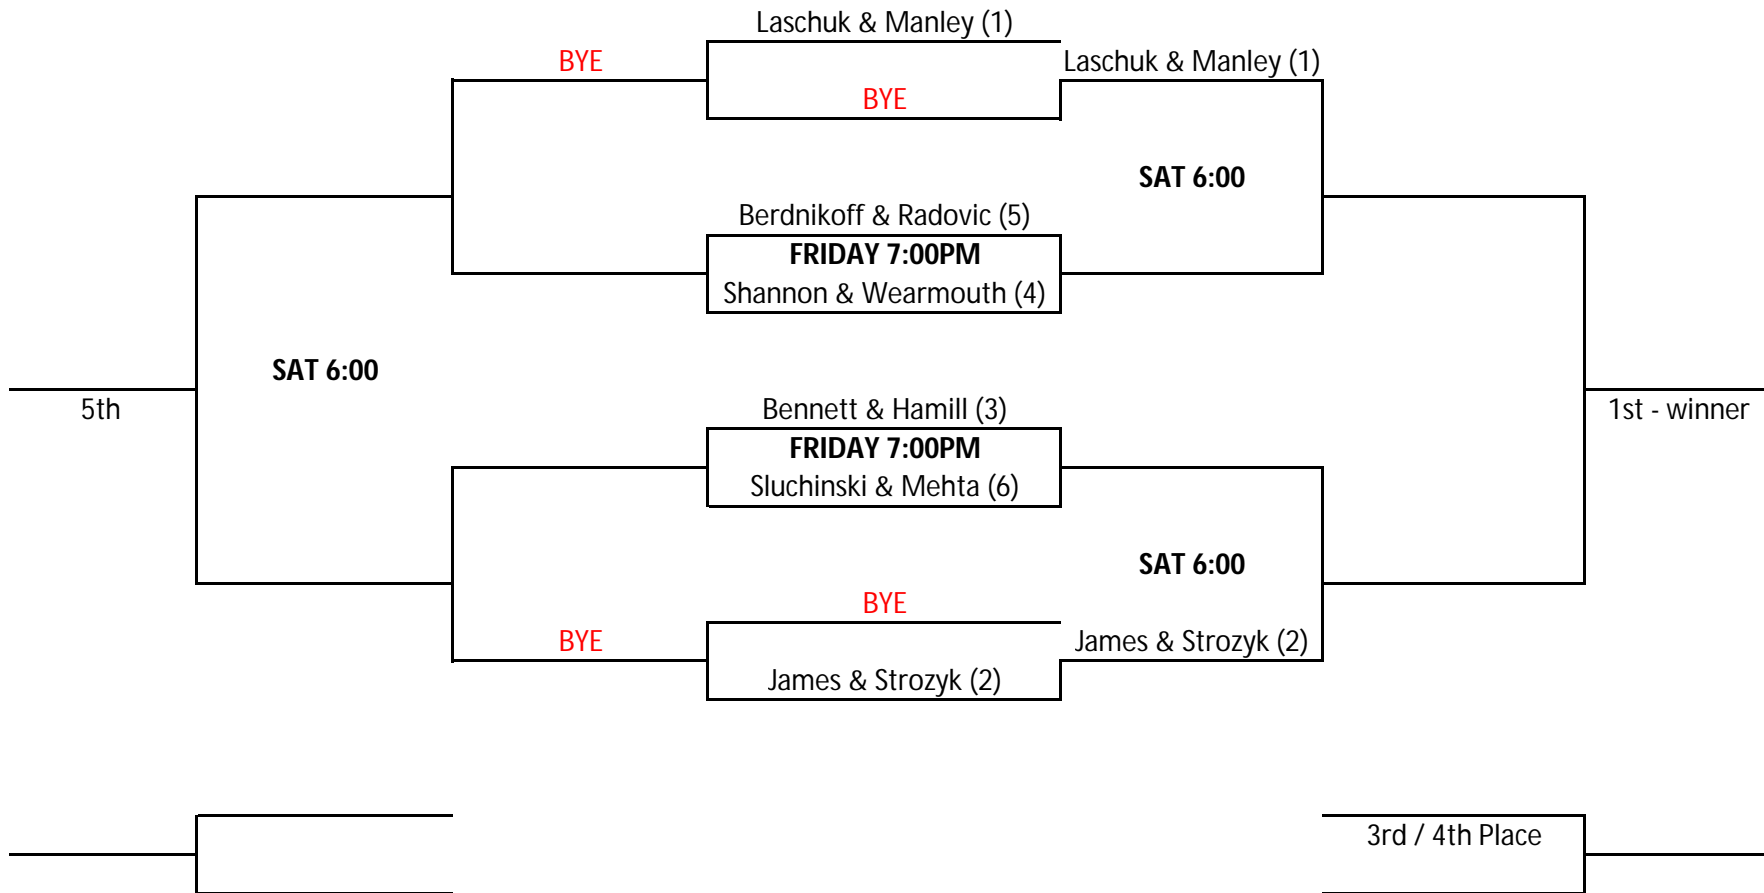 Laschuk & Manley (1)
BYE
Laschuk & Manley (1)
BYE
SAT 6:00
Berdnikoff & Radovic (5)
FRIDAY 7:00PM
Shannon & Wearmouth (4)
SAT 6:00
5th
Bennett & Hamill (3)
1st - winner
FRIDAY 7:00PM
Sluchinski & Mehta (6)
SAT 6:00
BYE
BYE
James & Strozyk (2)
James & Strozyk (2)
3rd / 4th Place